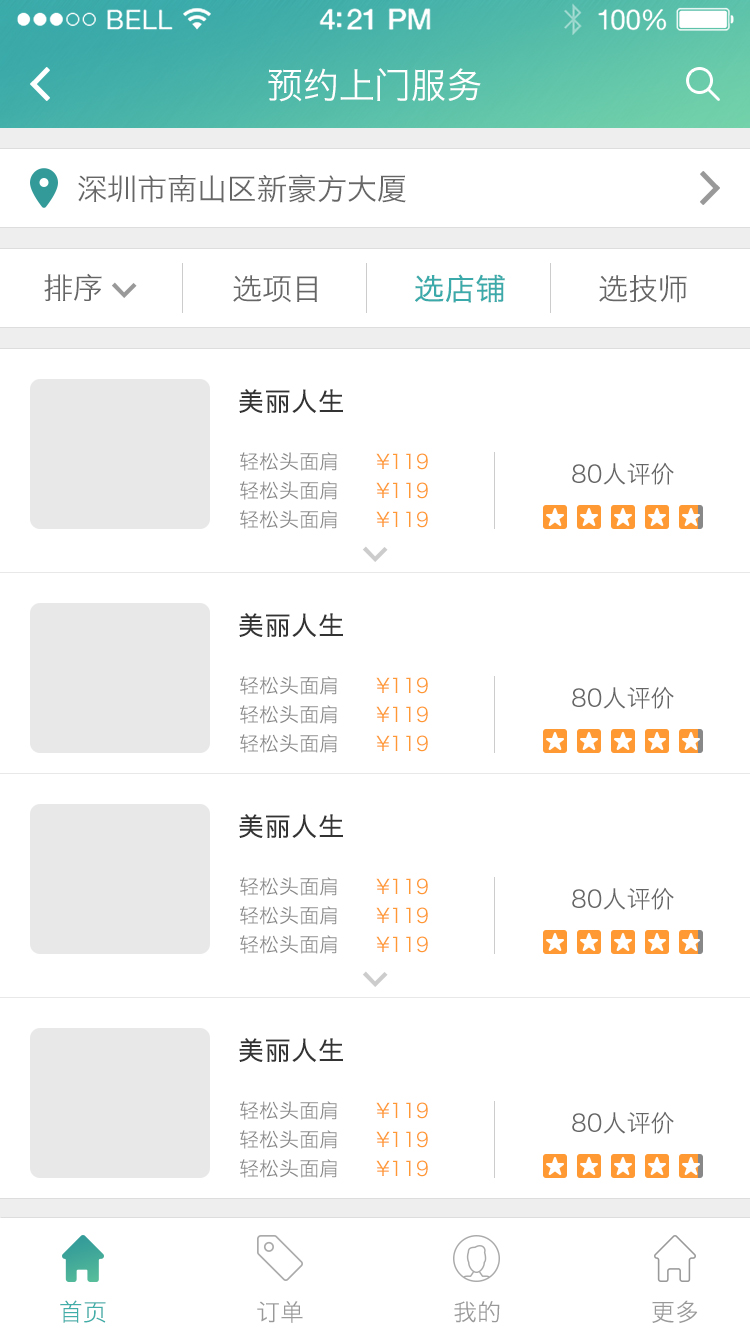 BELL 4:21 PM 100%
预约上门服务
深圳市南山区新豪方大厦
排序 选项目 选店铺 选技师
美丽人生
轻松头面肩 ¥119
轻松头面肩 ¥119
轻松头面肩 ¥119
80人评价
美丽人生
轻松头面肩 ¥119
轻松头面肩 ¥119
轻松头面肩 ¥119
80人评价
美丽人生
轻松头面肩 ¥119
轻松头面肩 ¥119
轻松头面肩 ¥119
80人评价
美丽人生
轻松头面肩 ¥119
轻松头面肩 ¥119
轻松头面肩 ¥119
80人评价
首页 订单 我的 更多